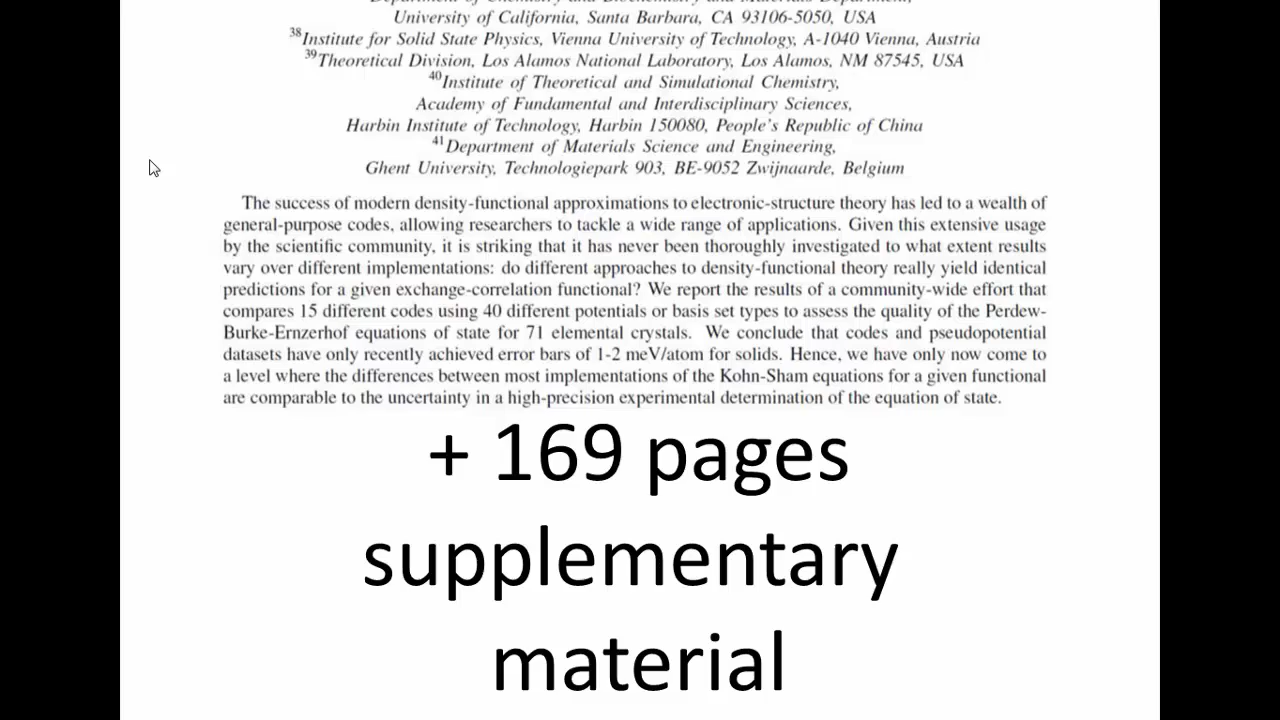 Department of Chemistry and Biochemistry and Materials Department,
University of California, Santa Barbara, CA 93106-5050, USA
38Institute for Solid State Physics, Vienna University of Technology, A-1040 Vienna, Austria
39Theoretical Division, Los Alamos National Laboratory, Los Alamos, NM 87545, USA
40Institute of Theoretical and Simulational Chemistry,
Academy of Fundamental and Interdisciplinary Sciences,
Harbin Institute of Technology, Harbin 150080, People's Republic of China
41Department of Materials Science and Engineering,
Ghent University, Technologiepark 903, BE-9052 Zwijnaarde, Belgium
The success of modern density-functional approximations to electronic-structure theory has led to a wealth of
general-purpose codes, allowing researchers to tackle a wide range of applications. Given this extensive usage
by the scientific community, it is striking that it has never been thoroughly investigated to what extent results
vary over different implementations: do different approaches to density-functional theory really yield identical
predictions for a given exchange-correlation functional? We report the results of a community-wide effort that
compares 15 different codes using 40 different potentials or basis set types to assess the quality of the Perdew-
Burke-Ernzerhof equations of state for 71 elemental crystals. We conclude that codes and pseudopotential
datasets have only recently achieved error bars of 1-2 meV/atom for solids. Hence, we have only now come to
a level where the differences between most implementations of the Kohn-Sham equations for a given functional
are comparable to the uncertainty in a high-precision experimental determination of the equation of state.
+ 169 pages
supplementary
material